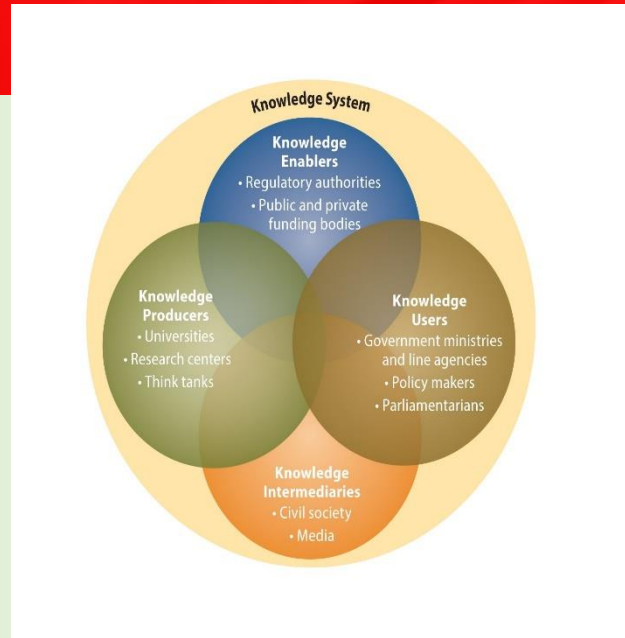 Knowledge System
Knowledge
Enablers
• Regulatory authorities
• Public and private
funding bodies
Knowledge
Producers
• Universities
• Research centers
• Think tanks
Knowledge
Users
• Government ministries
and line agencies
• Policy makers
• Parliamentarians
Knowledge
Intermediaries
• Civil society
• Media